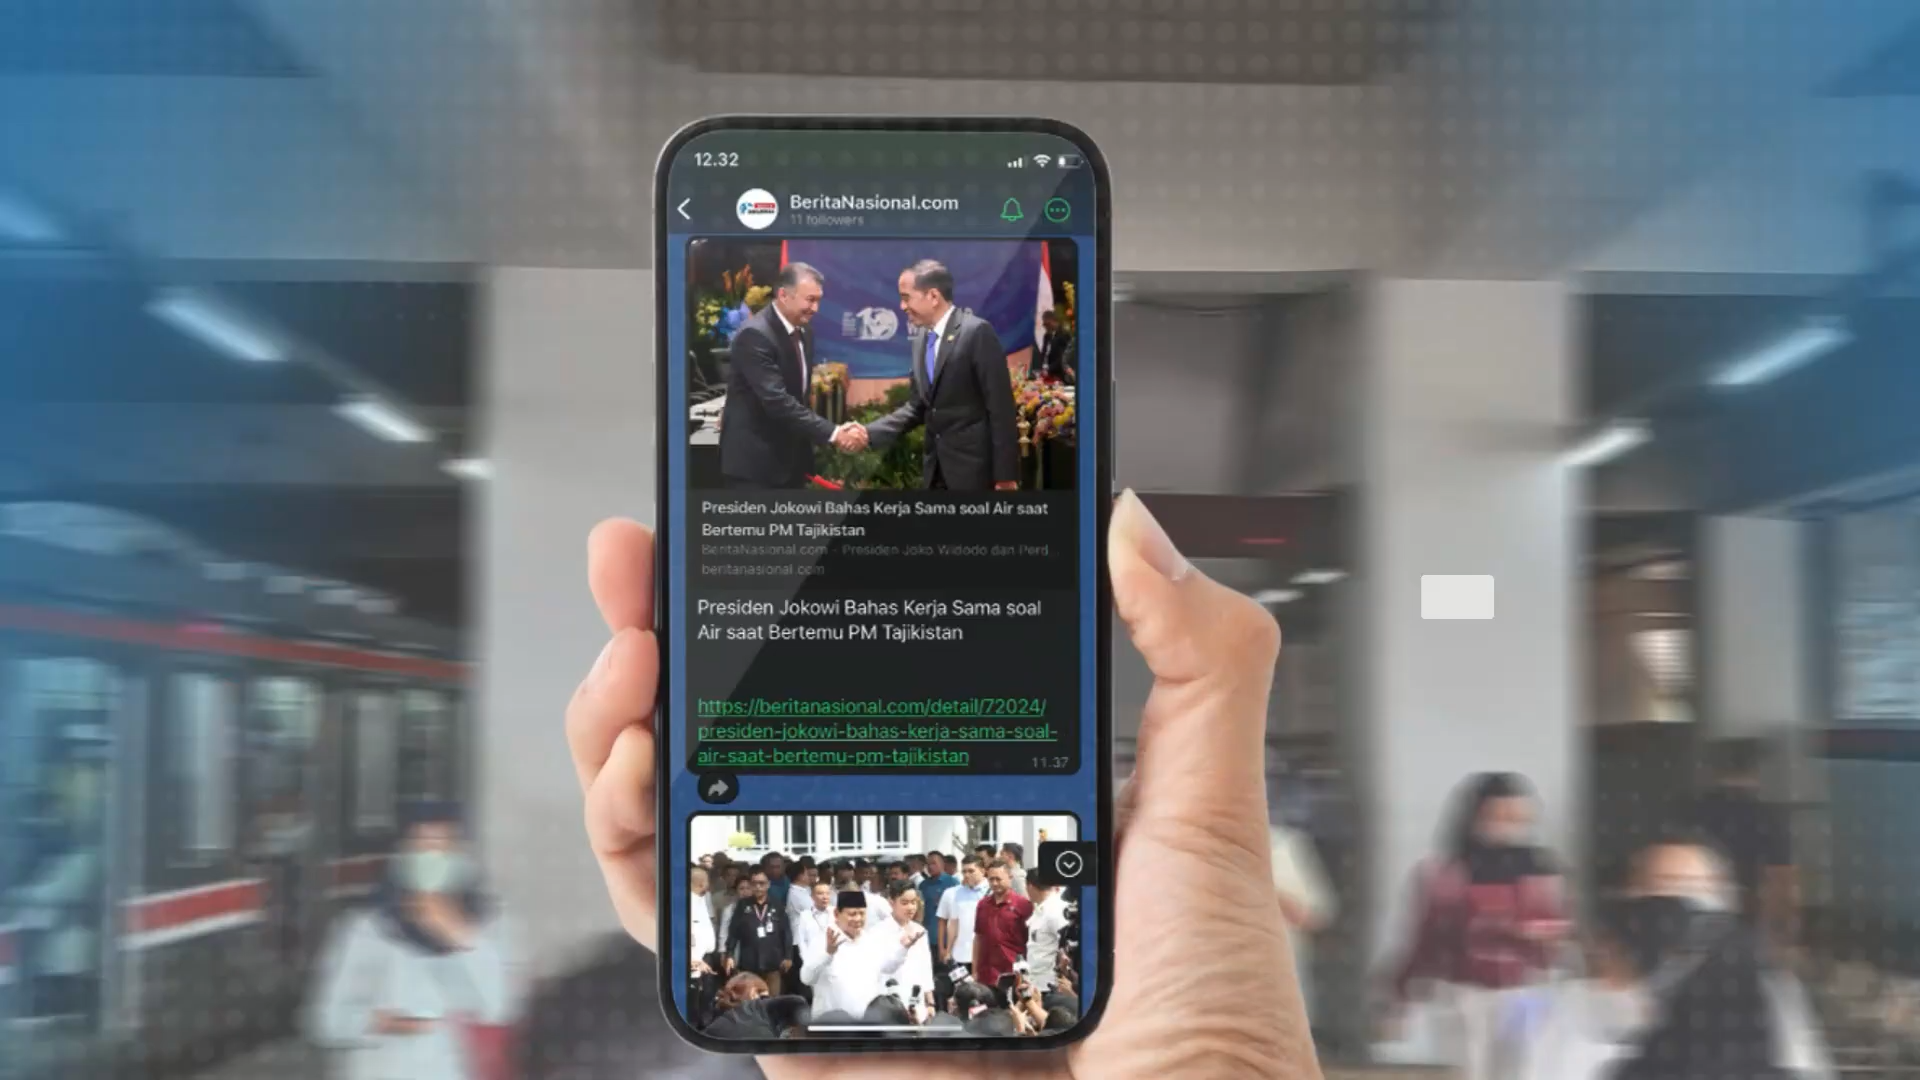 12.32
BeritaNasional.com
11 followers
10
Presiden Jokowi Bahas Kerja Sama soal Air saat
Bertemu PM Tajikistan
BeritaNasional.com - Presiden Joko Widodo dan Perd...
beritanasional.com
Presiden Jokowi Bahas Kerja Sama soal
Air saat Bertemu PM Tajikistan
https://beritanasional.com/detail/72024/
presiden-jokowi-bahas-kerja-sama-soal-
air-saat-bertemu-pm-tajikistan
11.37